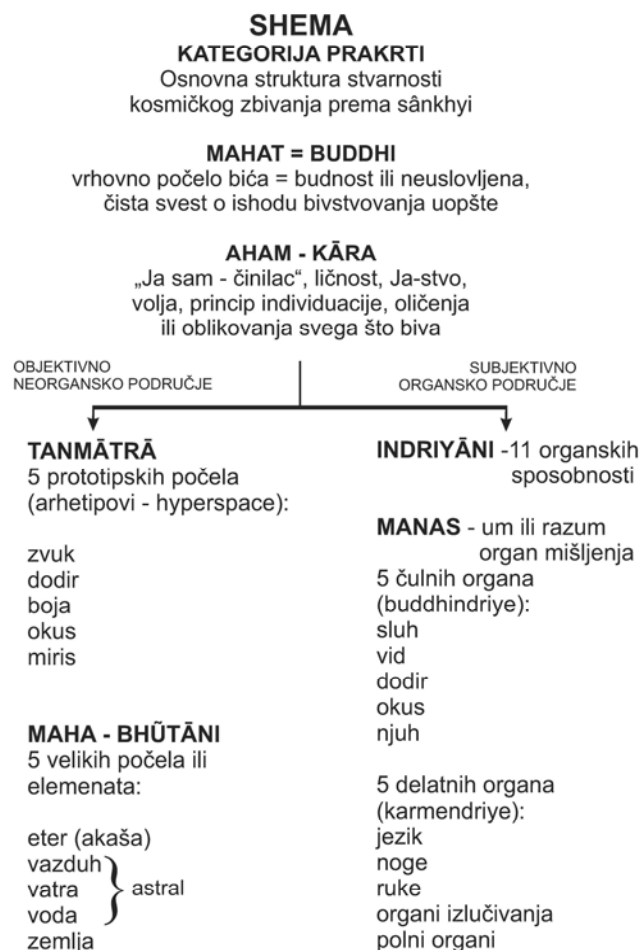 SHEMA
KATEGORIJA PRAKRTI
Osnovna struktura stvarnosti
kosmičkog zbivanja prema sânkhyi
MAHAT = BUDDHI
vrhovno počelo bića = budnost ili neuslovljena,
čista svest o ishodu bivstvovanja uopšte
AHAM - KĀRA
„Ja sam - činilac“, ličnost, Ja-stvo,
volja, princip individuacije, oličenja
ili oblikovanja svega što biva
OBJEKTIVNO
NEORGANSKO PODRUČJE
SUBJEKTIVNO
ORGANSKO PODRUČJE
TANMĀTRĀ
5 prototipskih počela
(arhetipovi - hyperspace):
zvuk
dodir
boja
okus
miris
MAHA - BHŨTĀNI
5 velikih počela ili
elemenata:
eter (akaša)
vazduh
vatra
voda
astral
zemlja
INDRIYĀNI -11 organskih
sposobnosti
MANAS - um ili razum
organ mišljenja
5 čulnih organa
(buddhindriye):
sluh
vid
dodir
okus
njuh
5 delatnih organa
(karmendriye):
jezik
noge
ruke
organi izlučivanja
polni organi